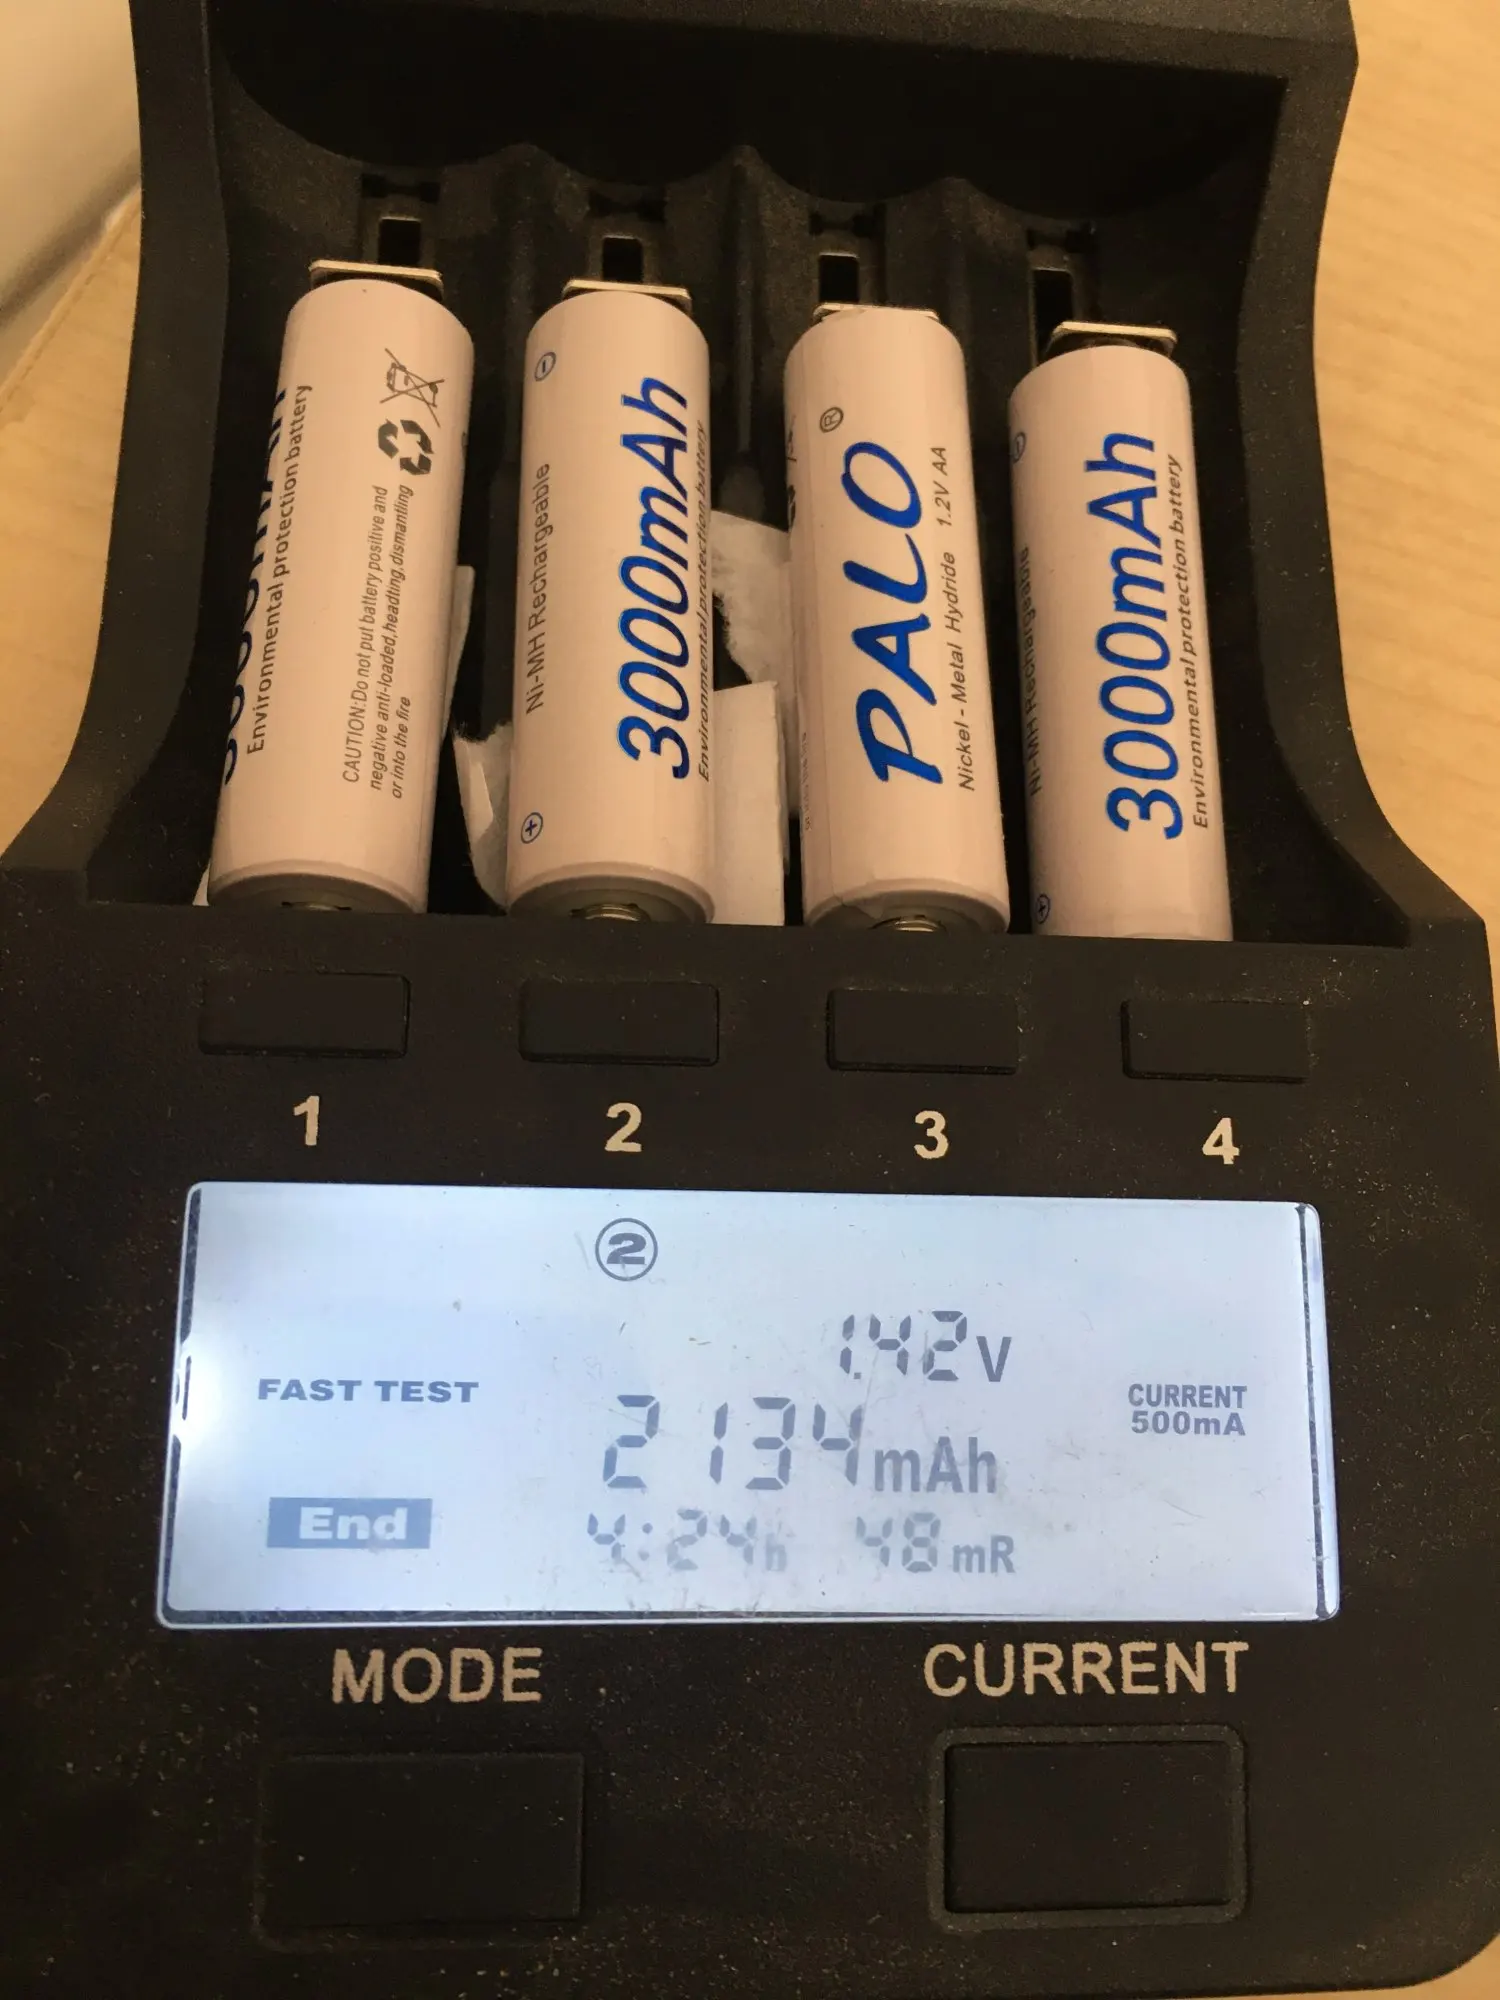 3000mAh
Environmental protection battery
CAUTION:Do not put battery positive and
negative anti-loaded,headting,dismantling
or into the fire
Ni-MH Rechargeable
3000mAh
Environmental protection battery
PALO®
Nickel - Metal Hydride 1.2V AA
Ni-MH Rechargeable
3000mAh
Environmental protection battery
1 2 3 4
2
1.42V
FAST TEST
2134mAh
CURRENT
500mA
End
4:24h 48mR
MODE CURRENT